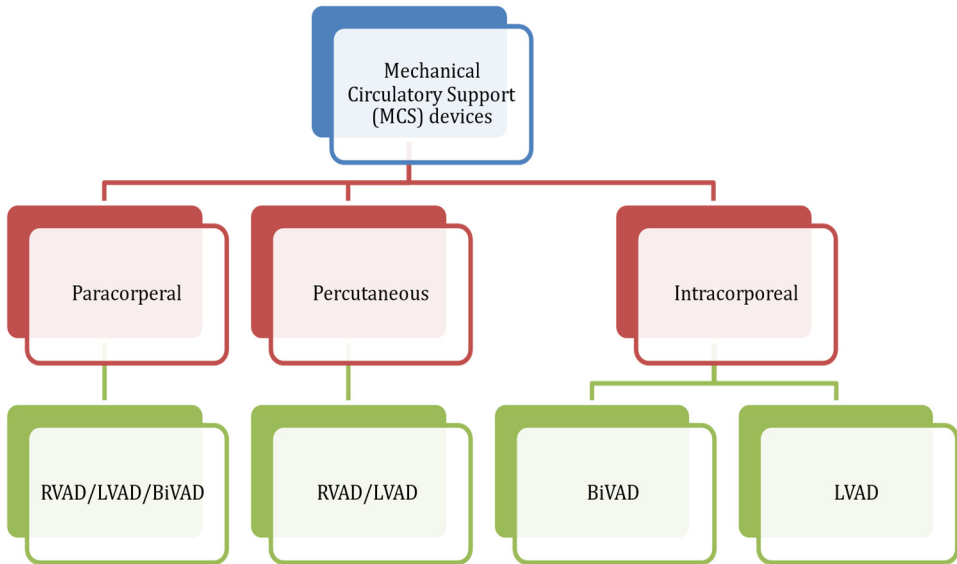 Mechanical
Circulatory Support
(MCS) devices
Paracorperal
Percutaneous
Intracorporeal
RVAD/LVAD/BiVAD
RVAD/LVAD
BiVAD
LVAD